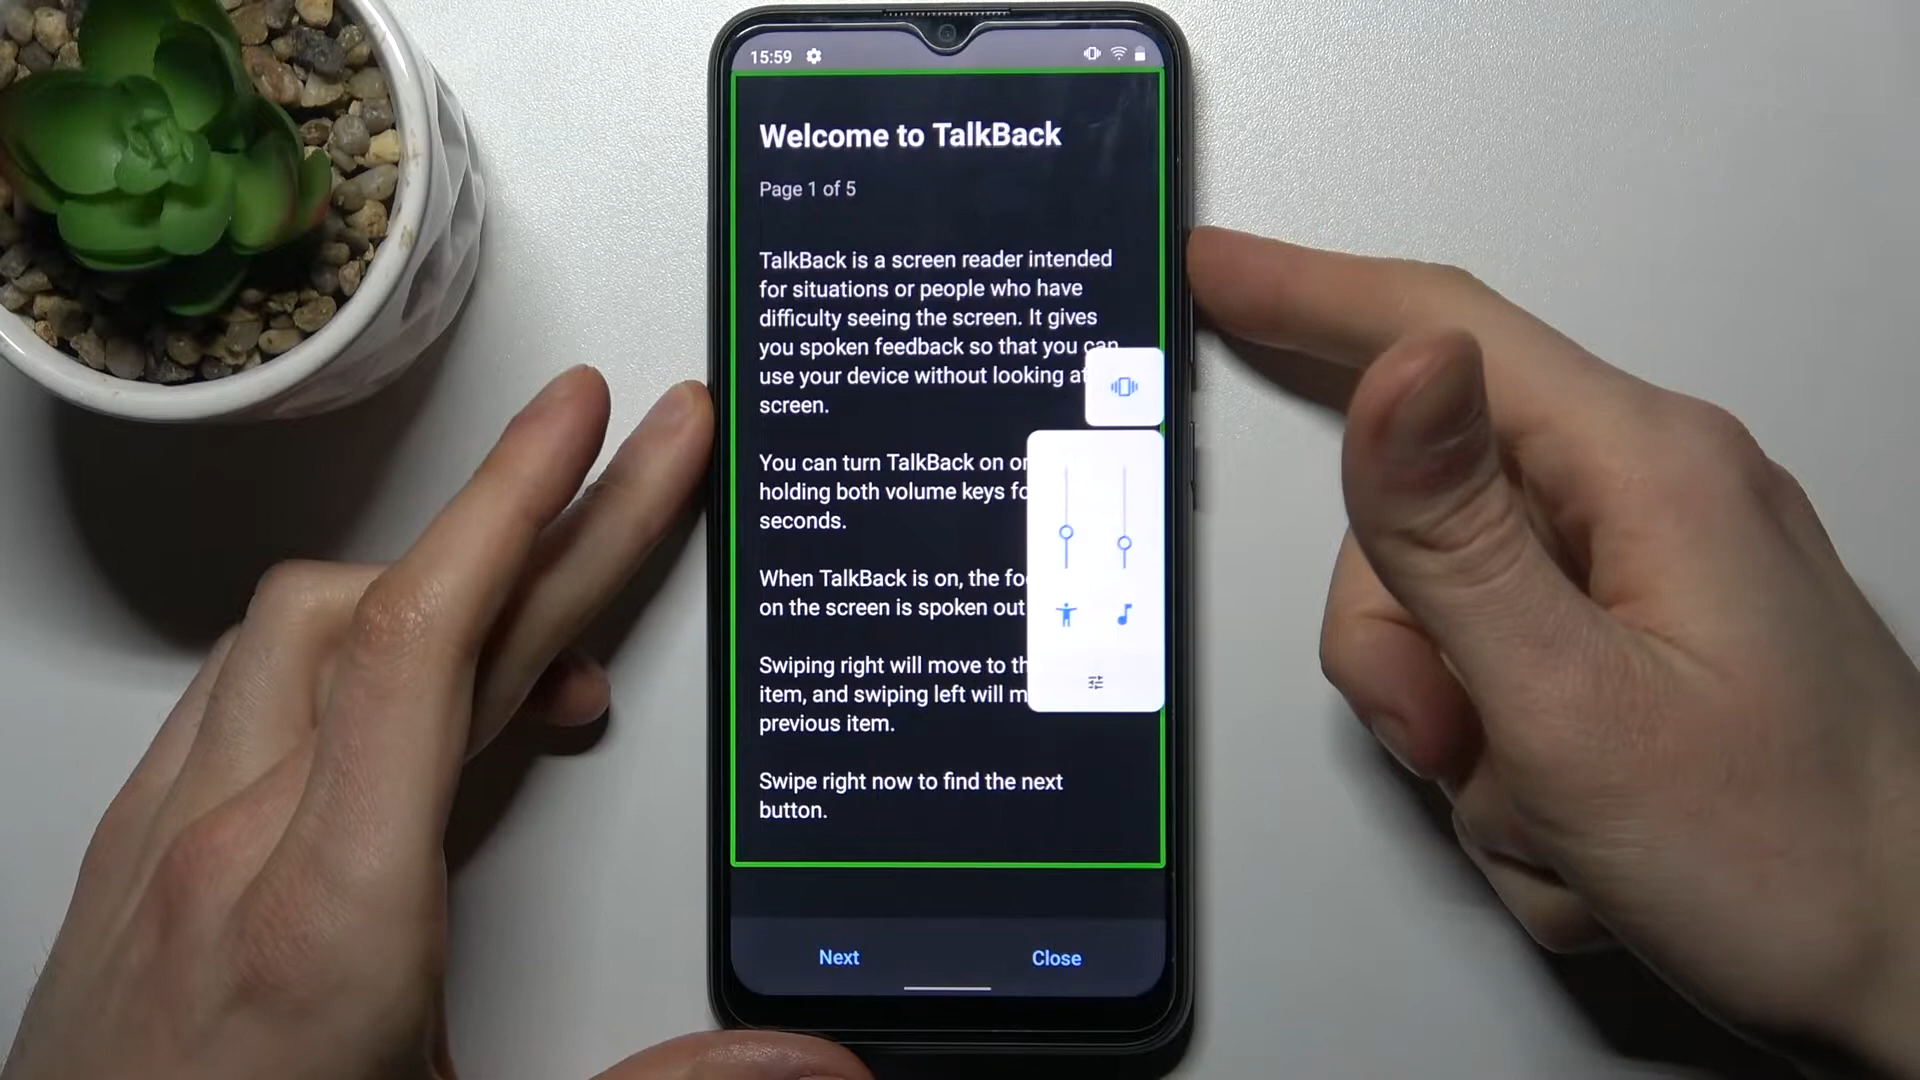 15:59
Welcome to TalkBack
Page 1 of 5
TalkBack is a screen reader intended
for situations or people who have
difficulty seeing the screen. It gives
you spoken feedback so that you can
use your device without looking at
screen.
You can turn TalkBack on or
holding both volume keys
seconds.
When TalkBack is on, the
on the screen is spoken out
Swiping right will move to
item, and swiping left will
previous item.
Swipe right now to find the next
button.
Next
Close